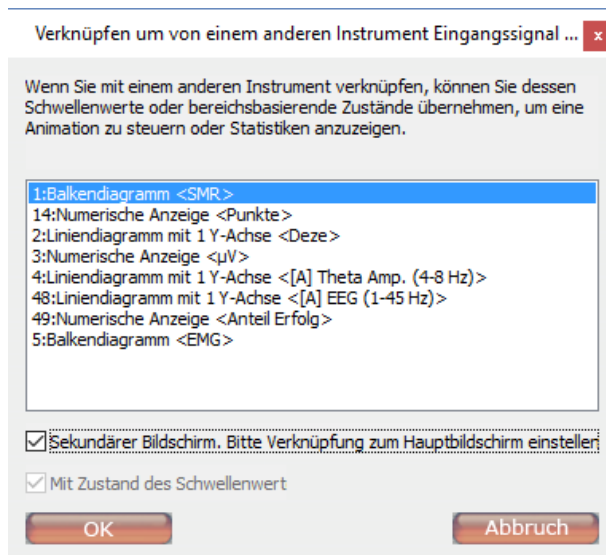 Verknüpfen um von einem anderen Instrument Eingangssignal ... x
Wenn Sie mit einem anderen Instrument verknüpfen, können Sie dessen
Schwellenwerte oder bereichsbasierende Zustände übernehmen, um eine
Animation zu steuern oder Statistiken anzuzeigen.
1:Balkendiagramm <SMR>
14:Numerische Anzeige <Punkte>
2:Liniendiagramm mit 1 Y-Achse <Deze>
3:Numerische Anzeige <µV>
4:Liniendiagramm mit 1 Y-Achse <[A] Theta Amp. (4-8 Hz)>
48:Liniendiagramm mit 1 Y-Achse <[A] EEG (1-45 Hz)>
49:Numerische Anzeige <Anteil Erfolg>
5:Balkendiagramm <EMG>
Sekundärer Bildschirm. Bitte Verknüpfung zum Hauptbildschirm einstellen
Mit Zustand des Schwellenwert
OK Abbruch